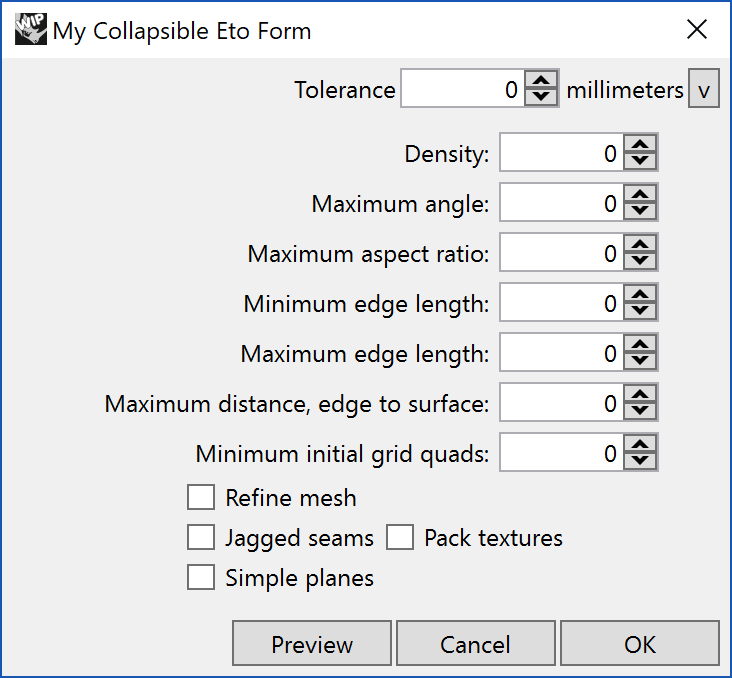 WIP My Collapsible Eto Form
Tolerance 0 millimeters v
Density: 0
Maximum angle: 0
Maximum aspect ratio: 0
Minimum edge length: 0
Maximum edge length: 0
Maximum distance, edge to surface: 0
Minimum initial grid quads: 0
Refine mesh
Jagged seams Pack textures
Simple planes
Preview Cancel OK